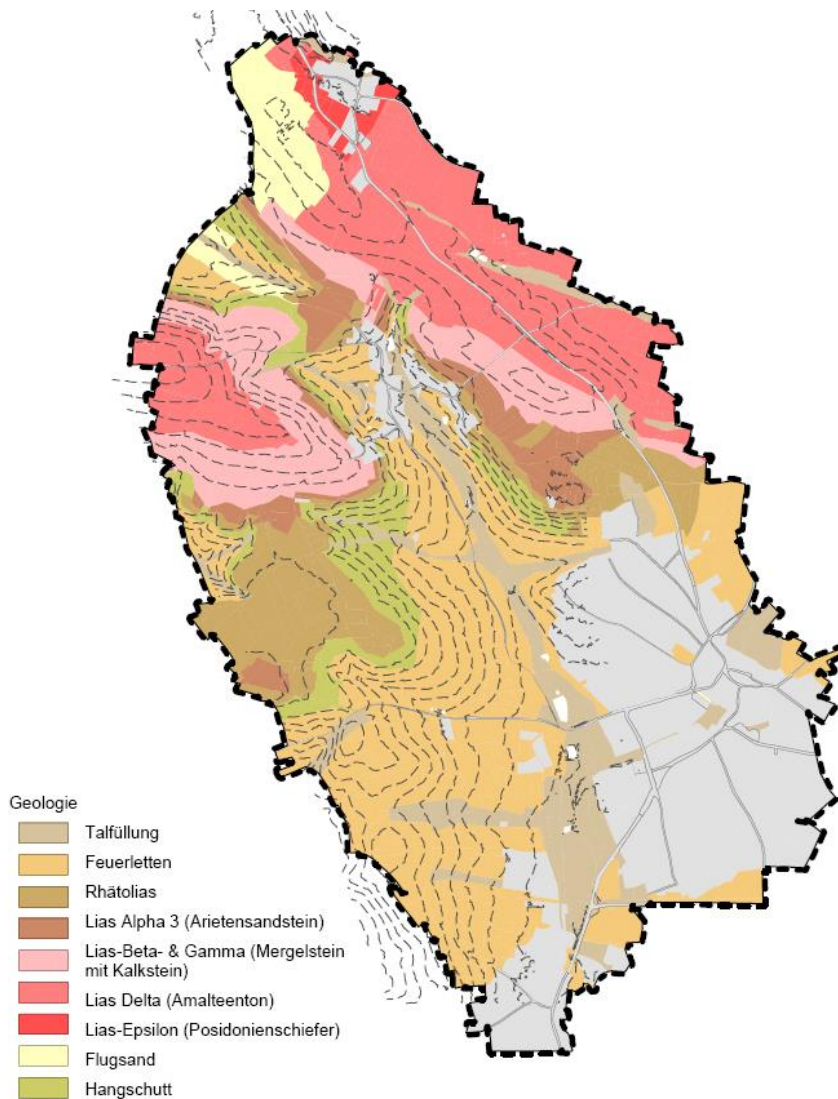 Geologie
Talfüllung
Feuerletten
Rhätolias
Lias Alpha 3 (Arietensandstein)
Lias-Beta- & Gamma (Mergelstein
mit Kalkstein)
Lias Delta (Amalteenton)
Lias-Epsilon (Posidonienschiefer)
Flugsand
Hangschutt